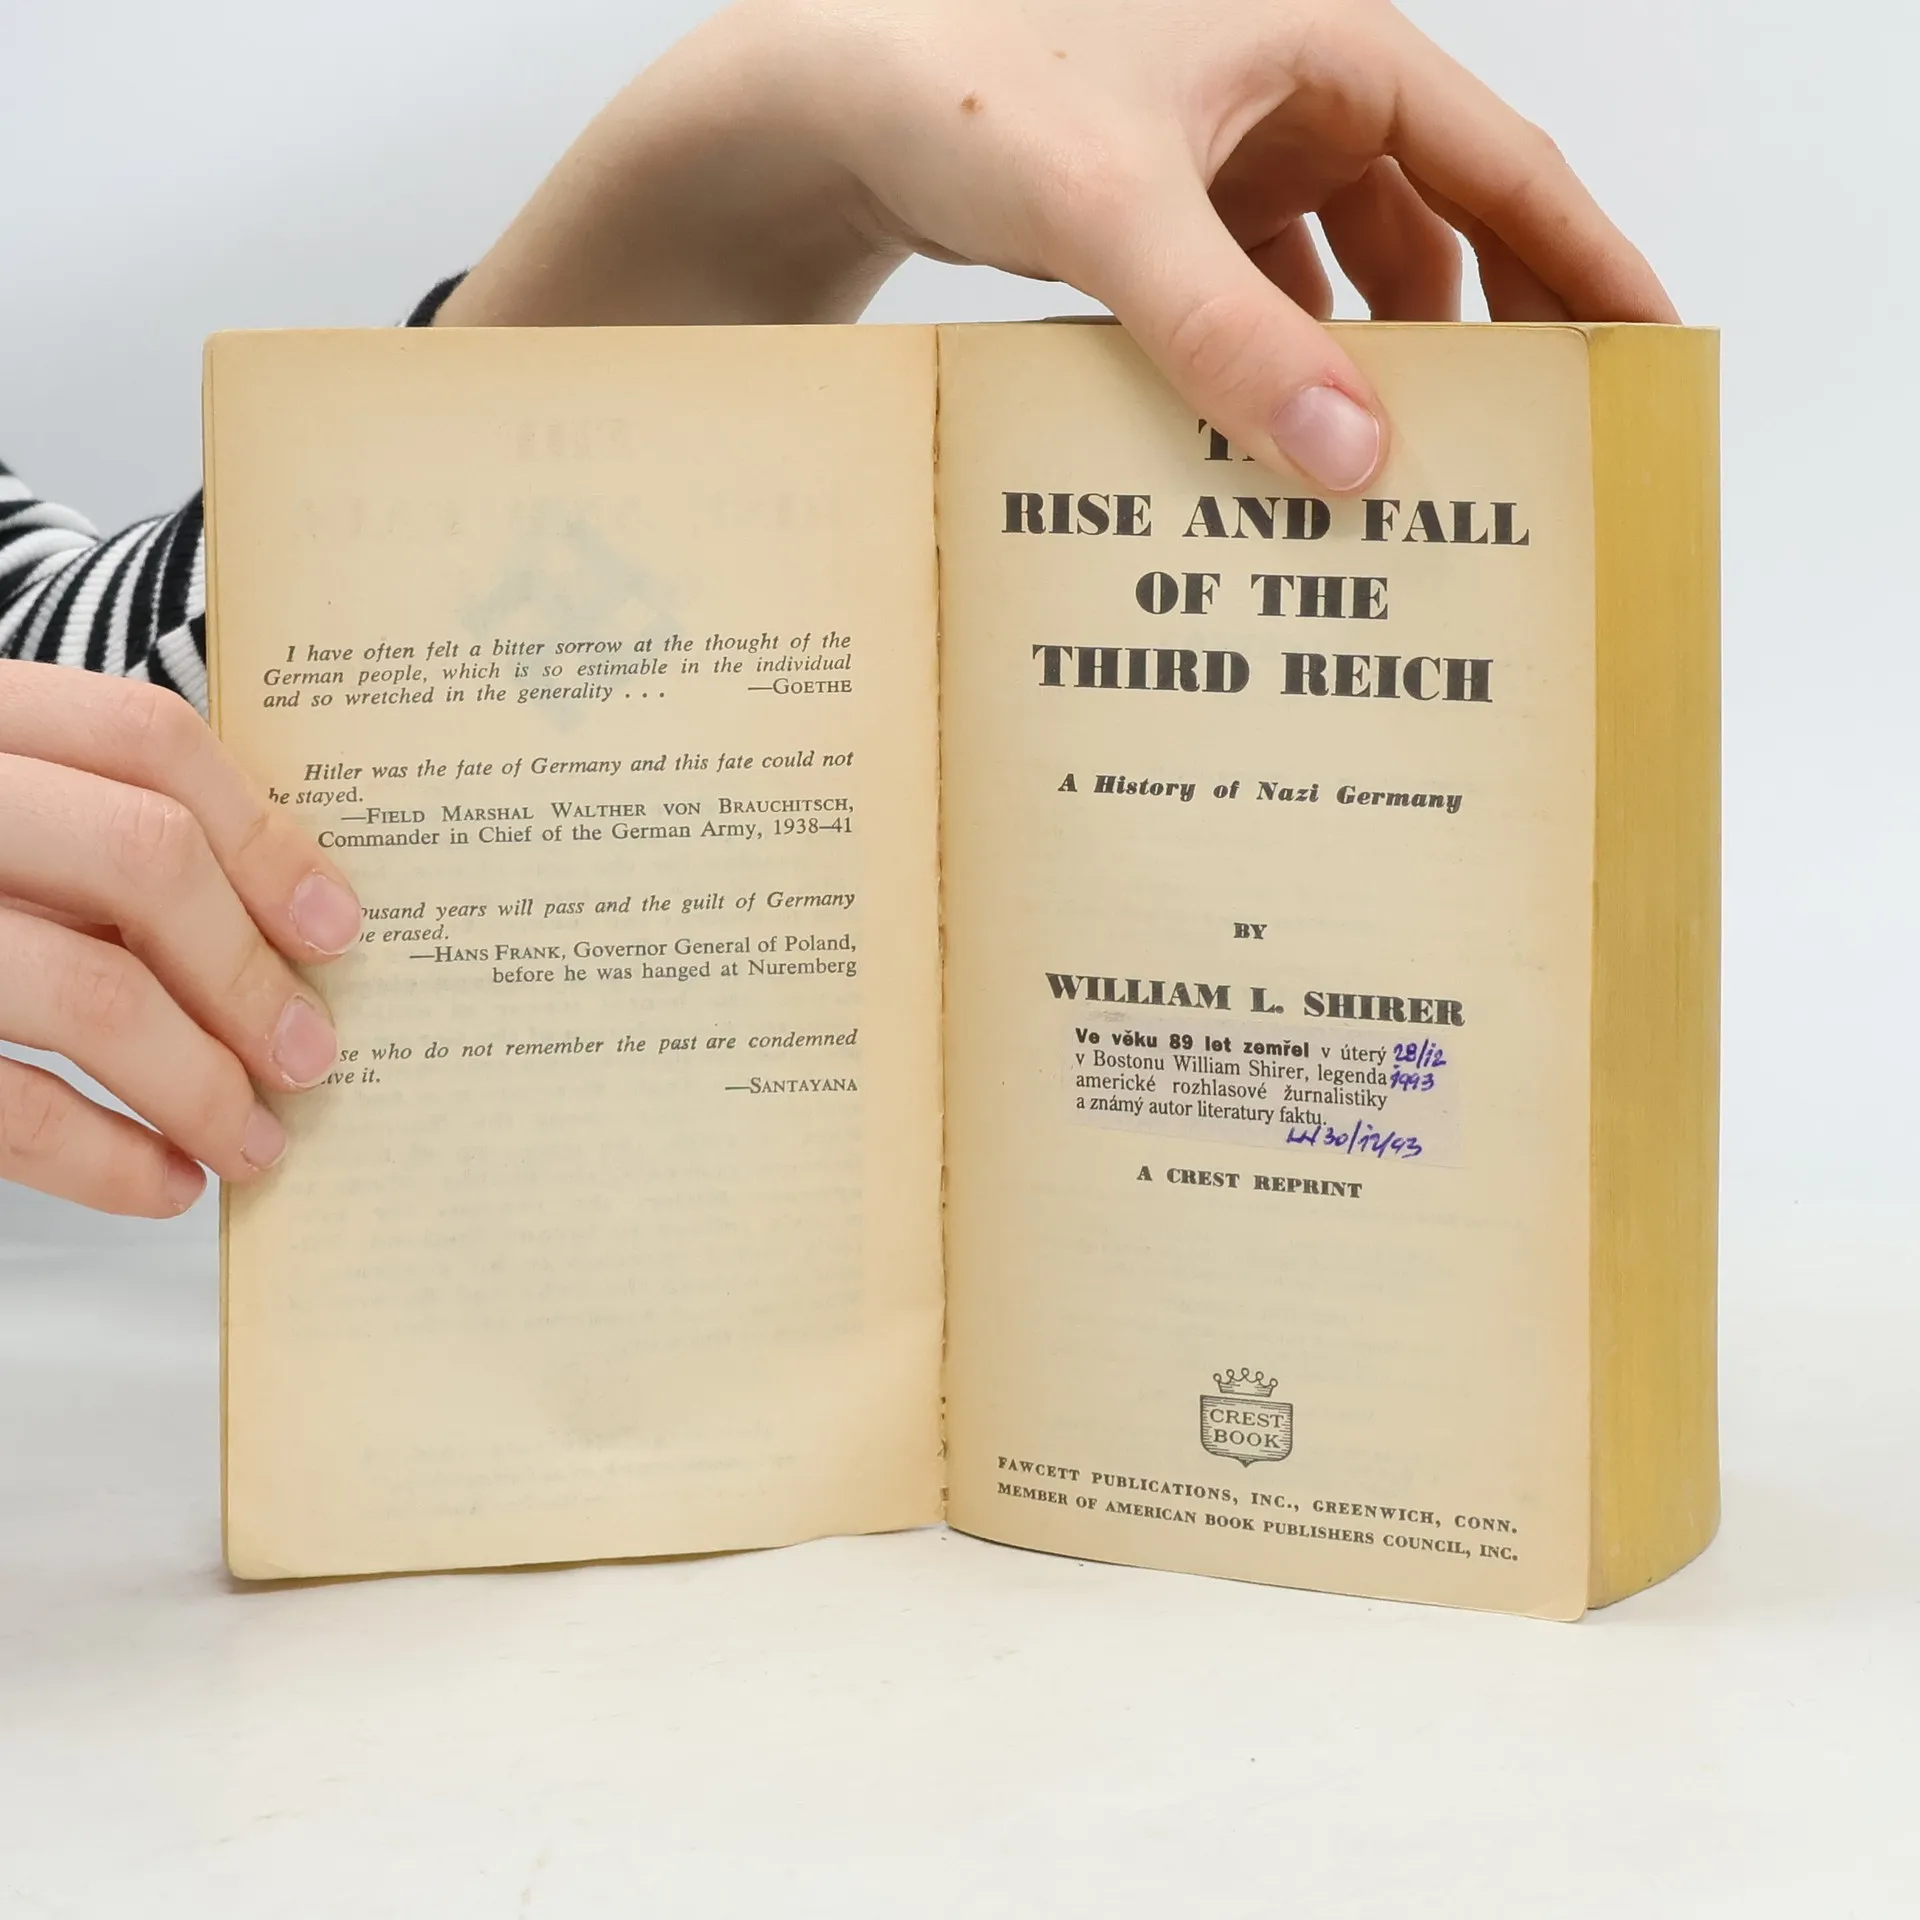 I have often felt a bitter sorrow at the thought of the
German people, which is so estimable in the individual
and so wretched in the generality . . . —GOETHE
Hitler was the fate of Germany and this fate could not
be stayed.
—FIELD MARSHAL WALTHER VON BRAUCHITSCH,
Commander in Chief of the German Army, 1938–41
years will pass and the guilt of Germany
erased.
—HANS FRANK, Governor General of Poland,
before he was hanged at Nuremberg
who do not remember the past are condemned
it.
—SANTAYANA
RISE AND FALL
OF THE
THIRD REICH
A History of Nazi Germany
BY
WILLIAM L. SHIRER
Ve věku 89 let zemřel v úterý 28/12
v Bostonu William Shirer, legenda 1993
americké rozhlasové žurnalistiky
a známý autor literatury faktu.
30/12/93
A CREST REPRINT
CREST
BOOK
FAWCETT PUBLICATIONS, INC., GREENWICH, CONN.
MEMBER OF AMERICAN BOOK PUBLISHERS COUNCIL, INC.